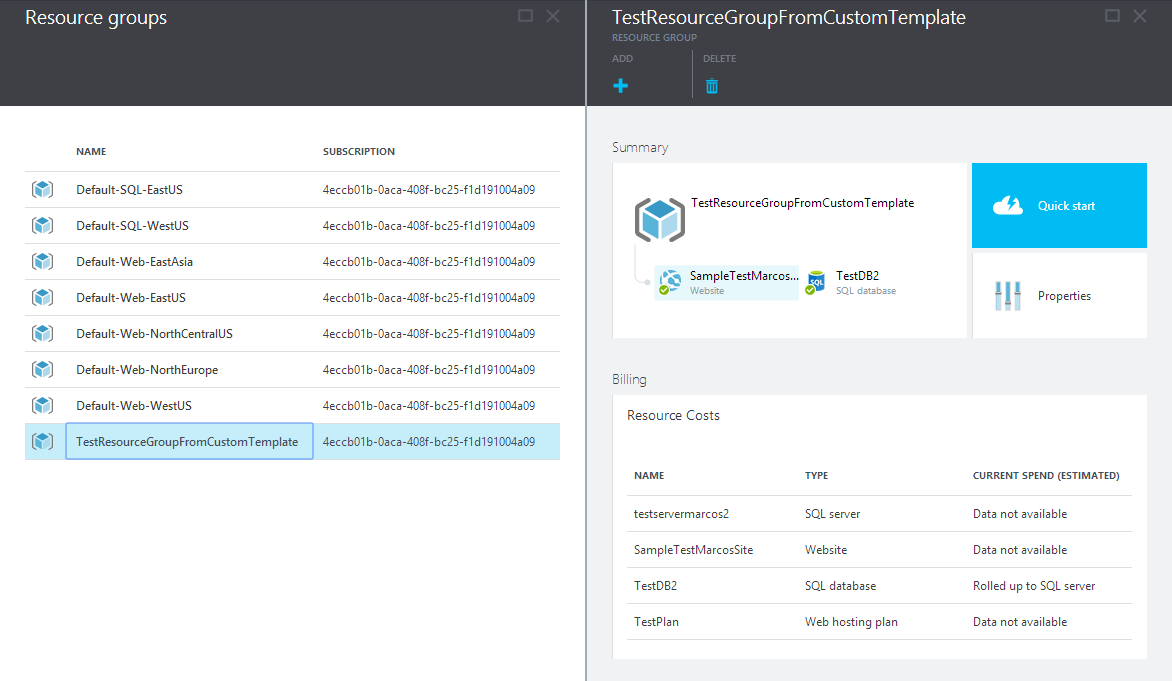 Resource groups
NAME SUBSCRIPTION
Default-SQL-EastUS 4eccb01b-0aca-408f-bc25-f1d191004a09
Default-SQL-WestUS 4eccb01b-0aca-408f-bc25-f1d191004a09
Default-Web-EastAsia 4eccb01b-0aca-408f-bc25-f1d191004a09
Default-Web-EastUS 4eccb01b-0aca-408f-bc25-f1d191004a09
Default-Web-NorthCentralUS 4eccb01b-0aca-408f-bc25-f1d191004a09
Default-Web-NorthEurope 4eccb01b-0aca-408f-bc25-f1d191004a09
Default-Web-WestUS 4eccb01b-0aca-408f-bc25-f1d191004a09
TestResourceGroupFromCustomTemplate 4eccb01b-0aca-408f-bc25-f1d191004a09
TestResourceGroupFromCustomTemplate
RESOURCE GROUP
ADD DELETE
Summary
TestResourceGroupFromCustomTemplate
SampleTestMarcos... 
Website
SQL
TestDB2
SQL database
Quick start
Properties
Billing
Resource Costs
NAME TYPE CURRENT SPEND (ESTIMATED)
testservermarcos2 SQL server Data not available
SampleTestMarcosSite Website Data not available
TestDB2 SQL database Rolled up to SQL server
TestPlan Web hosting plan Data not available